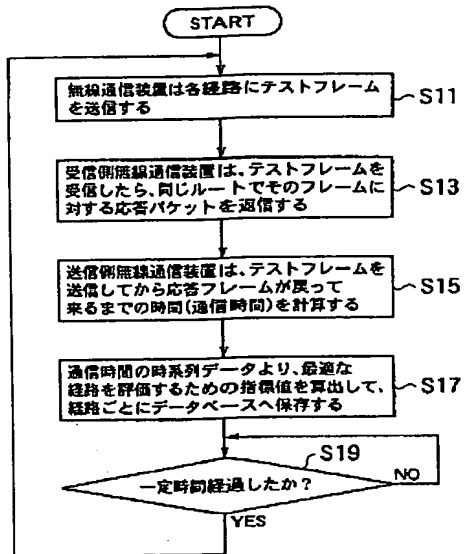 START
無線通信装置は各経路にテストフレーム
を送信する
S11
受信側無線通信装置は、テストフレームを
受信したら、同じルートでそのフレームに
対する応答パケットを返信する
S13
送信側無線通信装置は、テストフレームを
送信してから応答フレームが戻って
来るまでの時間(通信時間)を計算する
S15
通信時間の時系列データより、最適な
経路を評価するための指標値を算出して、
経路ごとにデータベースへ保存する
S17
S19
一定時間経過したか?
NO
YES